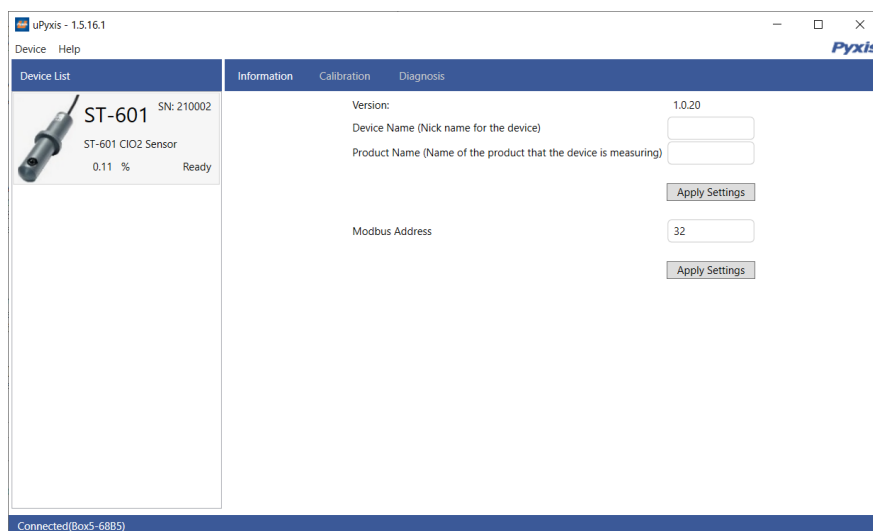 uPyxis - 1.5.16.1
Device Help
Pyxis
Device List
Information Calibration Diagnosis
ST-601 SN: 210002
ST-601 ClO2 Sensor
0.11 % Ready
Version: 1.0.20
Device Name (Nick name for the device)
Product Name (Name of the product that the device is measuring)
Apply Settings
Modbus Address 32
Apply Settings
Connected(Box5-68B5)